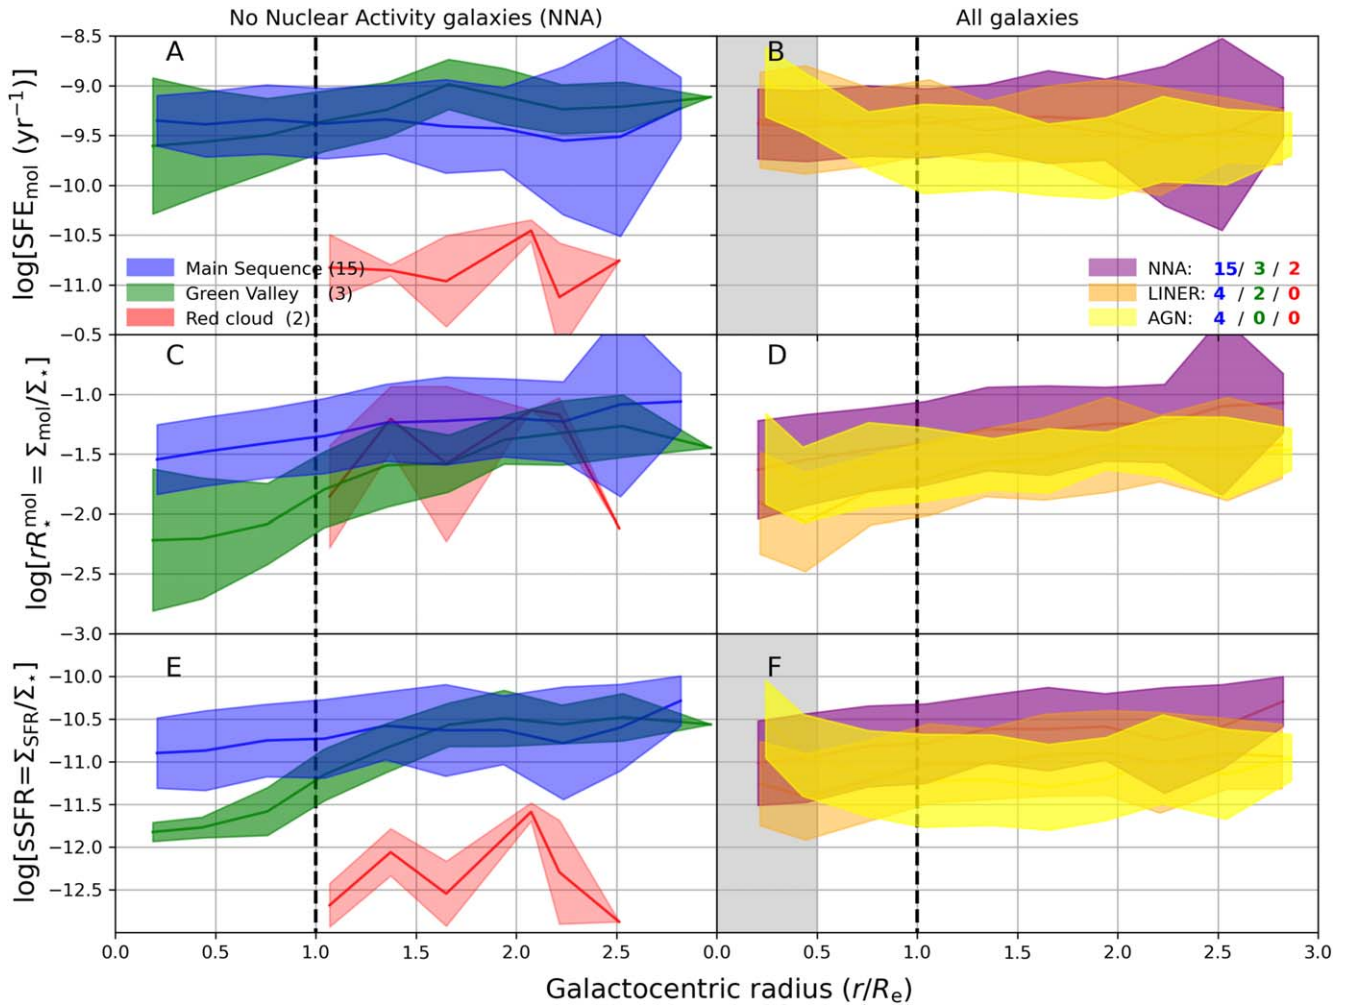 No Nuclear Activity galaxies (NNA)
All galaxies
A
B
−8.5
−9.0
−9.5
−10.0
−10.5
−11.0
−0.5
log[SFE_mol (yr⁻¹)]
Main Sequence (15)
Green Valley (3)
Red cloud (2)
NNA: 15/ 3 / 2
LINER: 4 / 2 / 0
AGN: 4 / 0 / 0
C
D
−1.0
−1.5
−2.0
−2.5
−3.0
log[rR⋆^mol = Σ_mol/Σ⋆]
E
F
−10.0
−10.5
−11.0
−11.5
−12.0
−12.5
log[sSFR=Σ_SFR/Σ⋆]
0.0 0.5 1.0 1.5 2.0 2.5 0.0 0.5 1.0 1.5 2.0 2.5 3.0
Galactocentric radius (r/R_e)